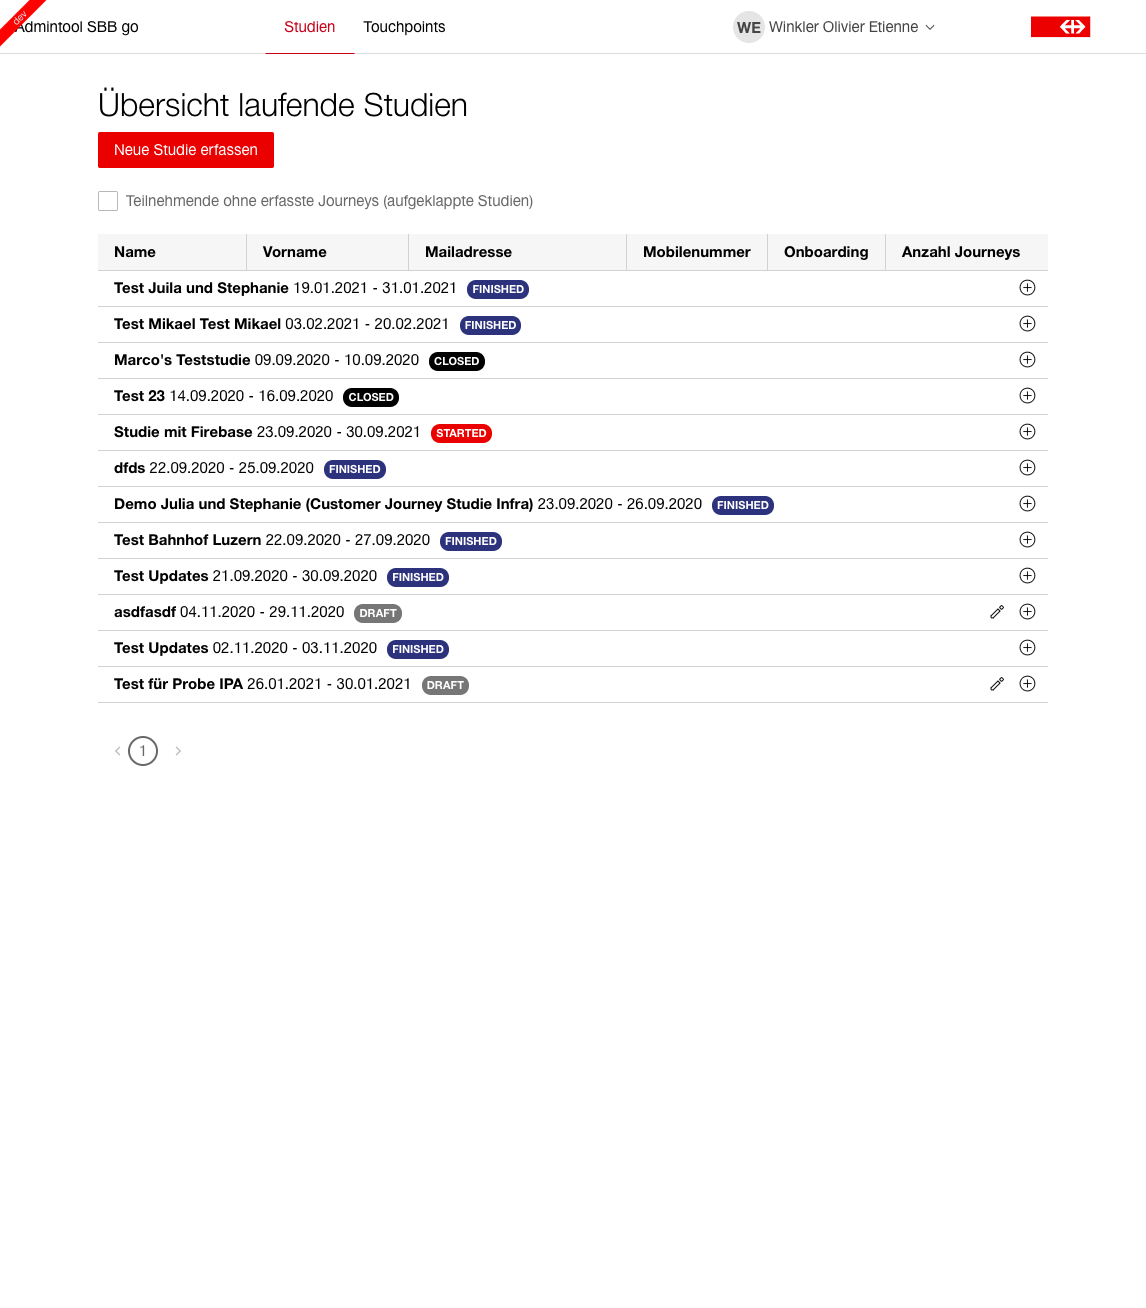 dev
Admintool SBB go
Studien
Touchpoints
WE Winkler Olivier Etienne
Übersicht laufende Studien
Neue Studie erfassen
Teilnehmende ohne erfasste Journeys (aufgeklappte Studien)
Name Vorname Mailadresse Mobilenummer Onboarding Anzahl Journeys
Test Juila und Stephanie 19.01.2021 - 31.01.2021 FINISHED
Test Mikael Test Mikael 03.02.2021 - 20.02.2021 FINISHED
Marco's Teststudie 09.09.2020 - 10.09.2020 CLOSED
Test 23 14.09.2020 - 16.09.2020 CLOSED
Studie mit Firebase 23.09.2020 - 30.09.2021 STARTED
dfds 22.09.2020 - 25.09.2020 FINISHED
Demo Julia und Stephanie (Customer Journey Studie Infra) 23.09.2020 - 26.09.2020 FINISHED
Test Bahnhof Luzern 22.09.2020 - 27.09.2020 FINISHED
Test Updates 21.09.2020 - 30.09.2020 FINISHED
asdfasdf 04.11.2020 - 29.11.2020 DRAFT
Test Updates 02.11.2020 - 03.11.2020 FINISHED
Test für Probe IPA 26.01.2021 - 30.01.2021 DRAFT
1